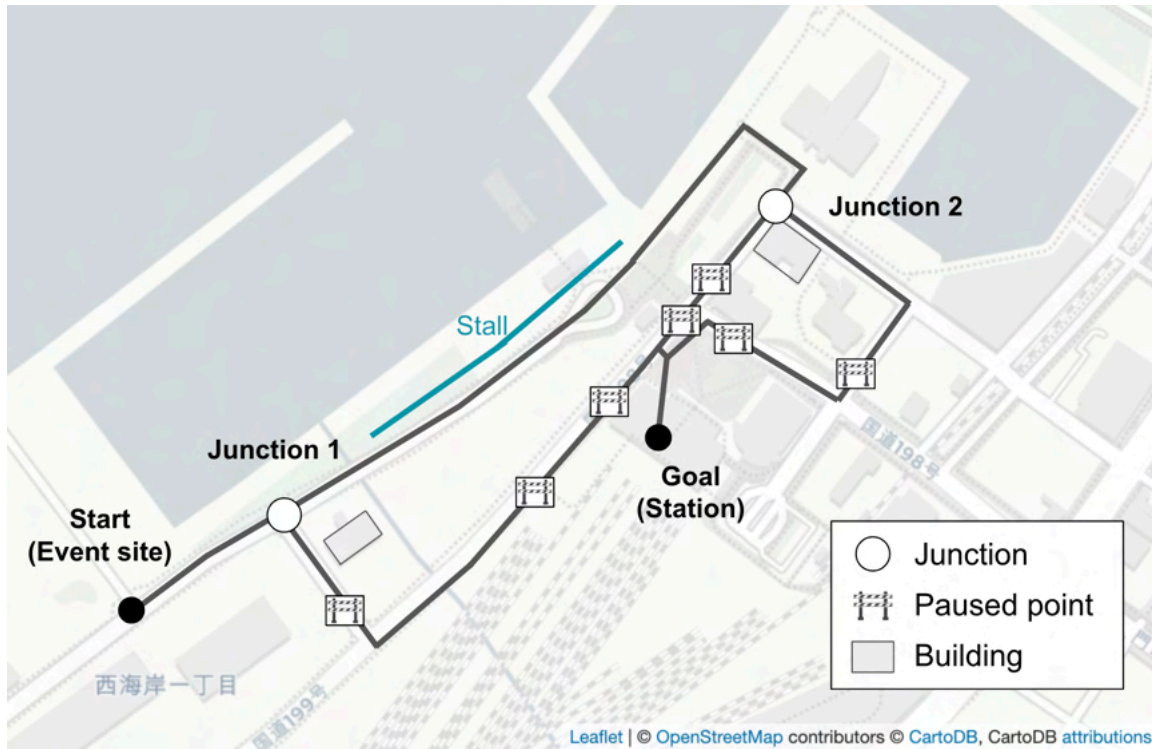 Junction 2
Stall
Junction 1
国道198号
Goal
(Station)
Start
(Event site)
Junction
Paused point
Building
西海岸一丁目
国道199号
Leaflet | © OpenStreetMap contributors © CartoDB, CartoDB attributions